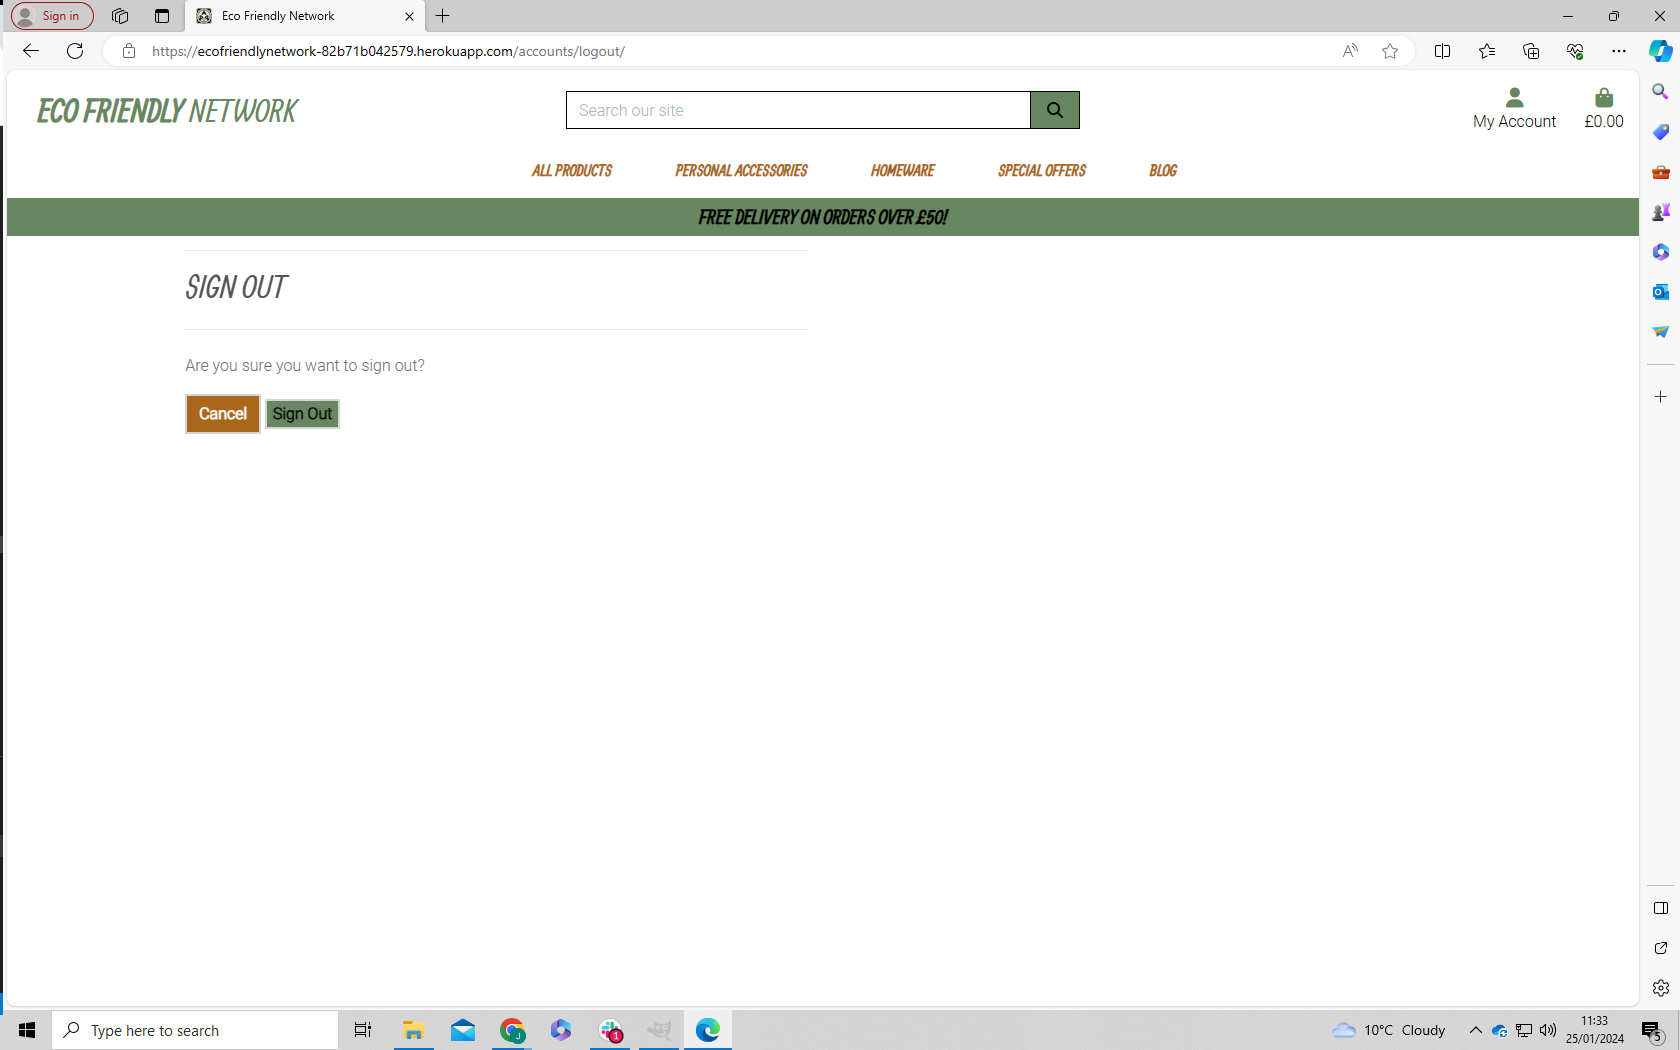 Sign in
Eco Friendly Network
https://ecofriendlynetwork-82b71b042579.herokuapp.com/accounts/logout/
ECO FRIENDLY NETWORK
Search our site
My Account
£0.00
ALL PRODUCTS
PERSONAL ACCESSORIES
HOMEWARE
SPECIAL OFFERS
BLOG
FREE DELIVERY ON ORDERS OVER £50!
SIGN OUT
Are you sure you want to sign out?
Cancel
Sign Out
Type here to search
J
1
10°C Cloudy
11:33
25/01/2024
5